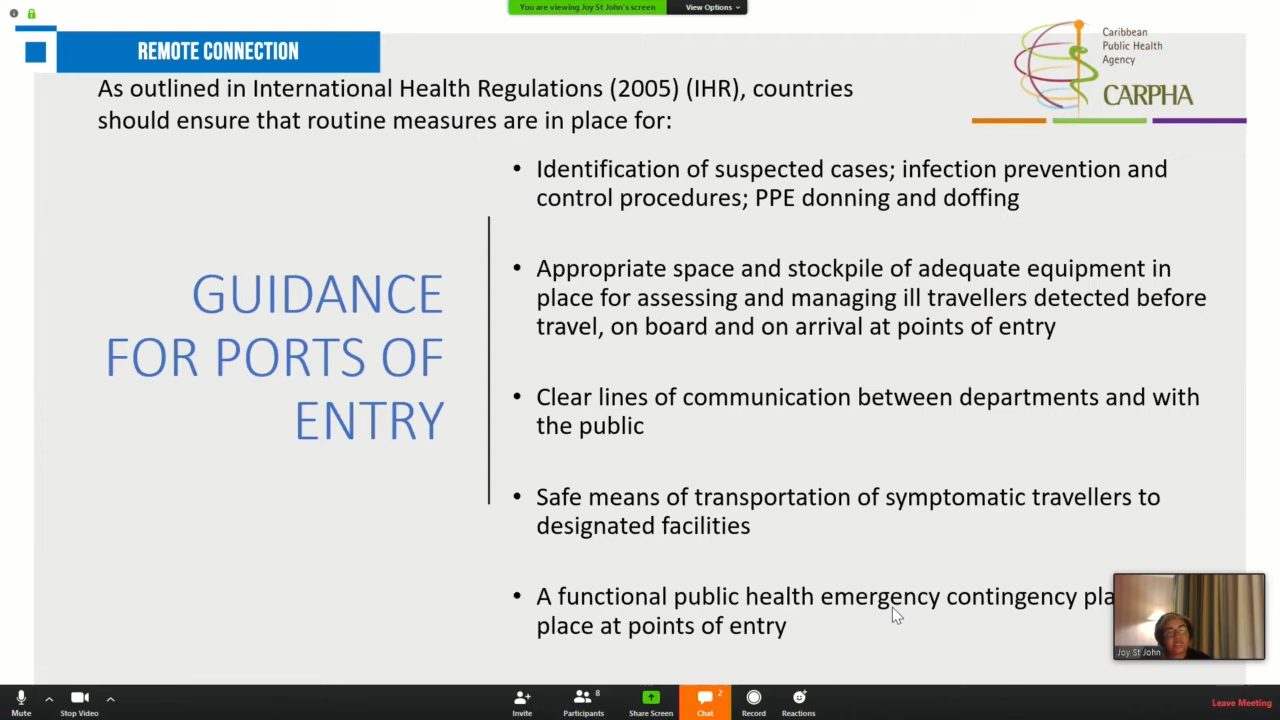 You are viewing Joy St John's screen
View Options
REMOTE CONNECTION
Caribbean
Public Health
Agency
CARPHA
As outlined in International Health Regulations (2005) (IHR), countries
should ensure that routine measures are in place for:
GUIDANCE
FOR PORTS OF
ENTRY
• Identification of suspected cases; infection prevention and
control procedures; PPE donning and doffing
• Appropriate space and stockpile of adequate equipment in
place for assessing and managing ill travellers detected before
travel, on board and on arrival at points of entry
• Clear lines of communication between departments and with
the public
• Safe means of transportation of symptomatic travellers to
designated facilities
• A functional public health emergency contingency
place at points of entry
Joy St John
Mute
Stop Video
Invite
8
Participants
Share Screen
2
Chat
Record
Reactions
Leave Meeting